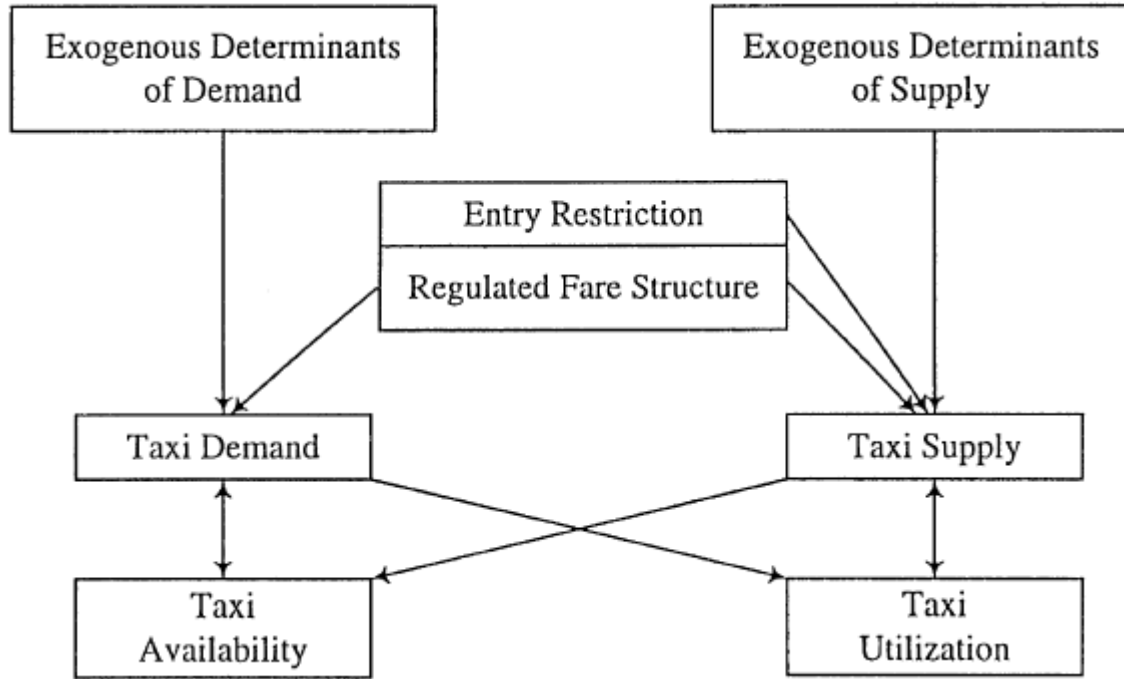 Exogenous Determinants
of Demand
Exogenous Determinants
of Supply
Entry Restriction
Regulated Fare Structure
Taxi Demand
Taxi Supply
Taxi
Availability
Taxi
Utilization